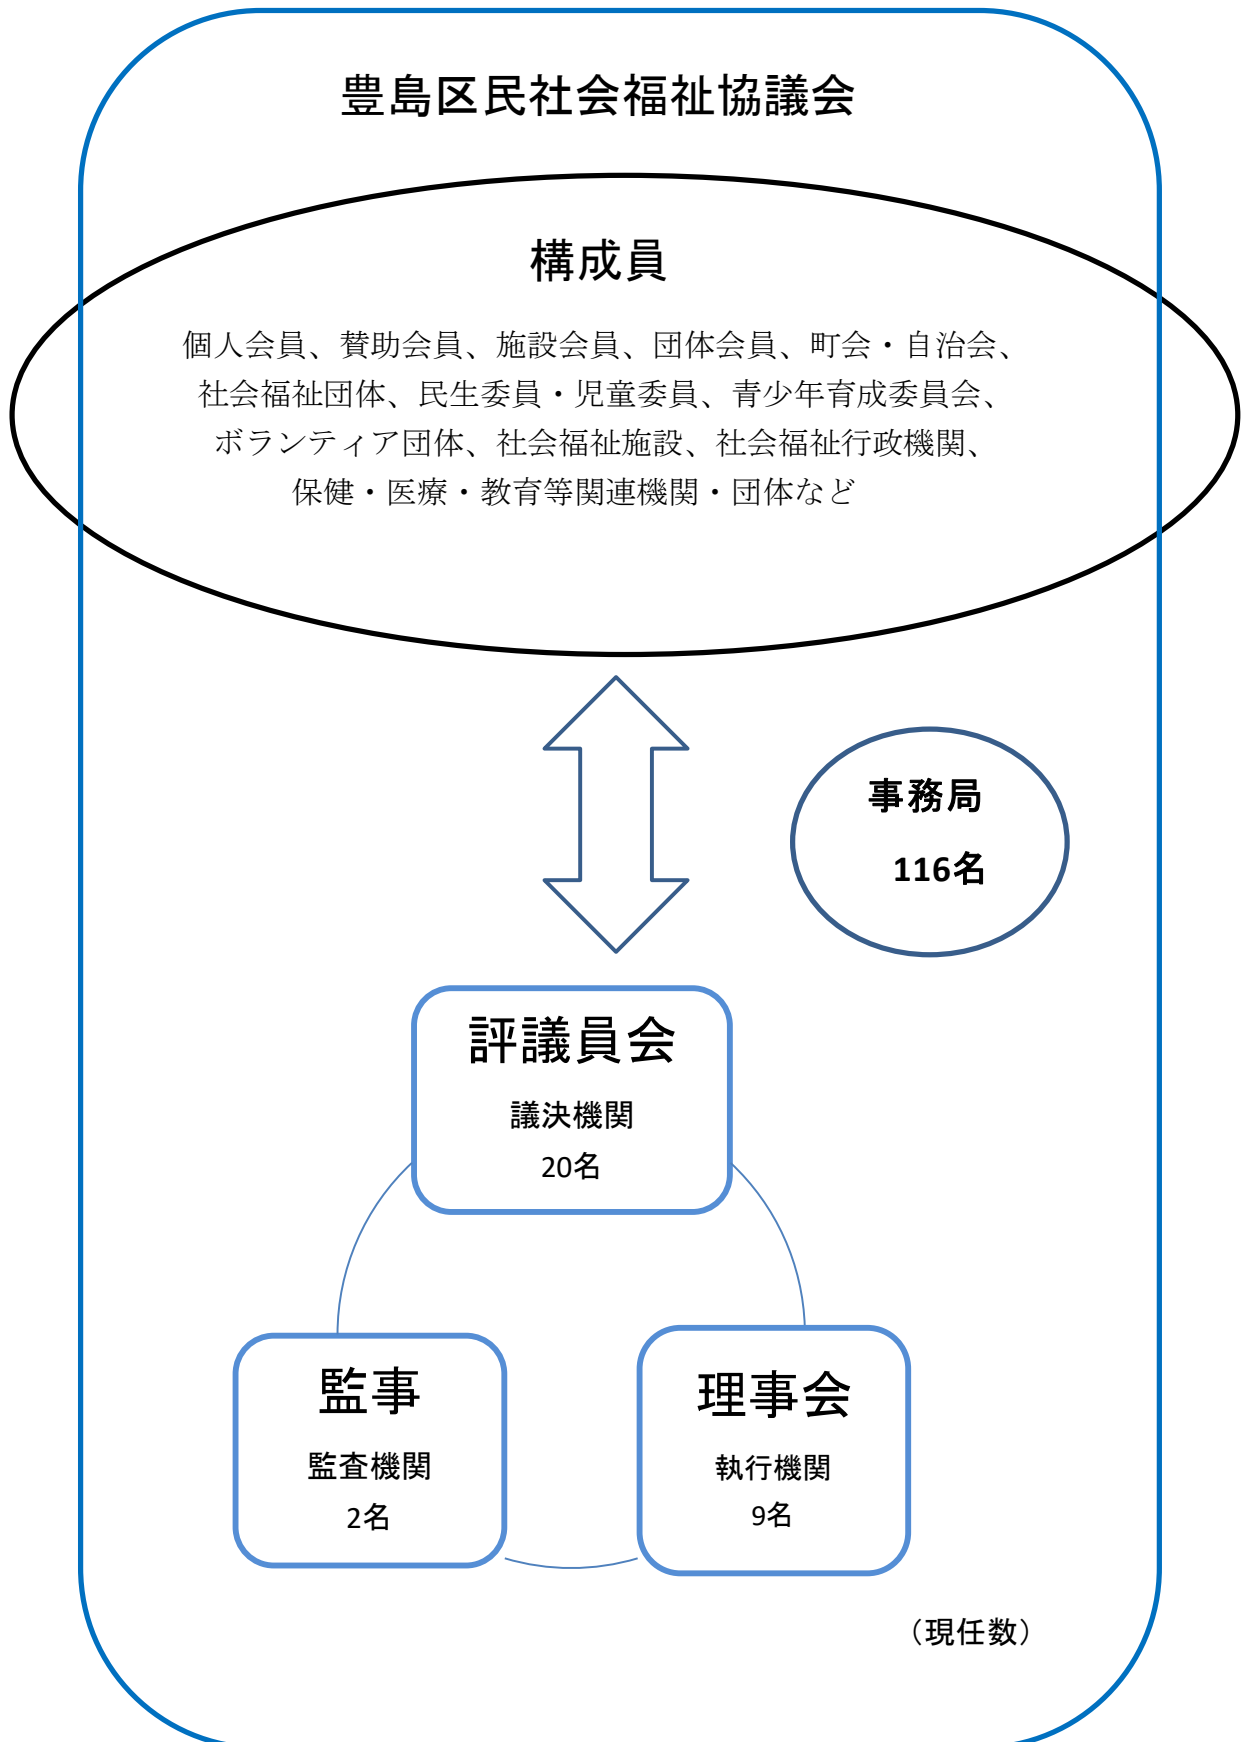 豊島区民社会福祉協議会
構成員
個人会員、賛助会員、施設会員、団体会員、町会・自治会、
社会福祉団体、民生委員・児童委員、青少年育成委員会、
ボランティア団体、社会福祉施設、社会福祉行政機関、
保健・医療・教育等関連機関・団体など
事務局
116名
評議員会
議決機関
20名
監事
監査機関
2名
理事会
執行機関
9名
（現任数）